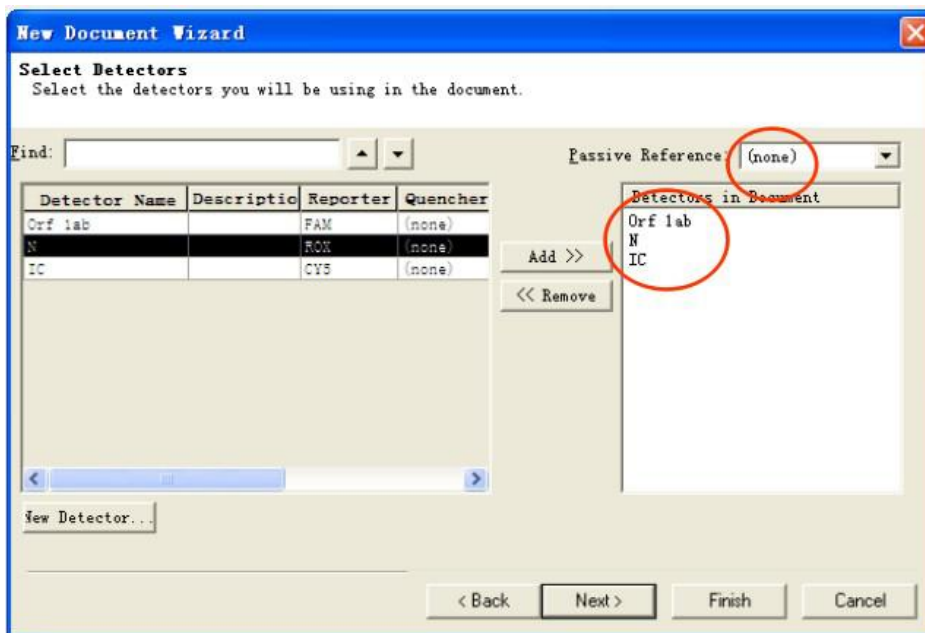 New Document Wizard
Select Detectors
Select the detectors you will be using in the document.
Find:
Passive Reference: (none)
Detector Name Descriptio Reporter Quencher
Orf 1ab FAM (none)
N ROX (none)
IC CY5 (none)
Add >>
<< Remove
Detectors in Document
Orf 1ab
N
IC
New Detector...
< Back Next > Finish Cancel